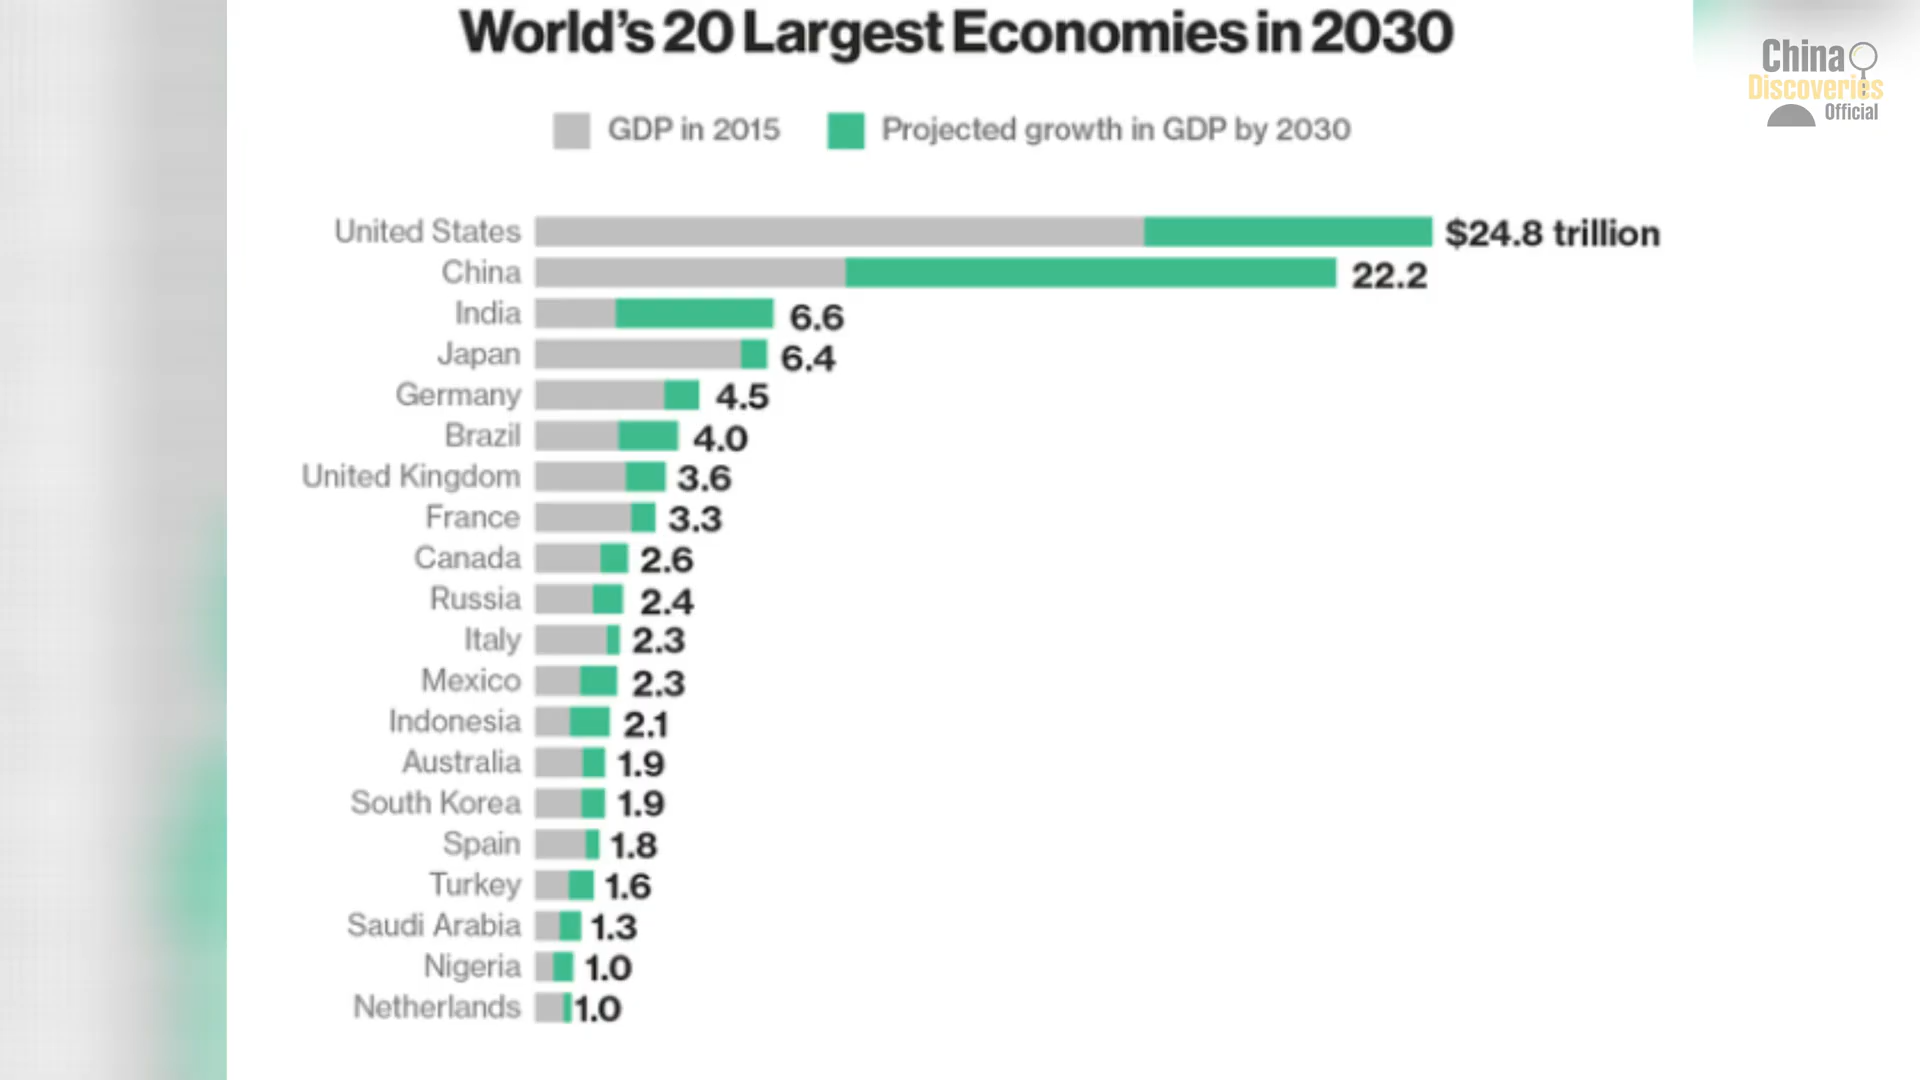 World's 20 Largest Economies in 2030
China
Discoveries
Official
GDP in 2015 Projected growth in GDP by 2030
United States $24.8 trillion
China 22.2
India 6.6
Japan 6.4
Germany 4.5
Brazil 4.0
United Kingdom 3.6
France 3.3
Canada 2.6
Russia 2.4
Italy 2.3
Mexico 2.3
Indonesia 2.1
Australia 1.9
South Korea 1.9
Spain 1.8
Turkey 1.6
Saudi Arabia 1.3
Nigeria 1.0
Netherlands 1.0